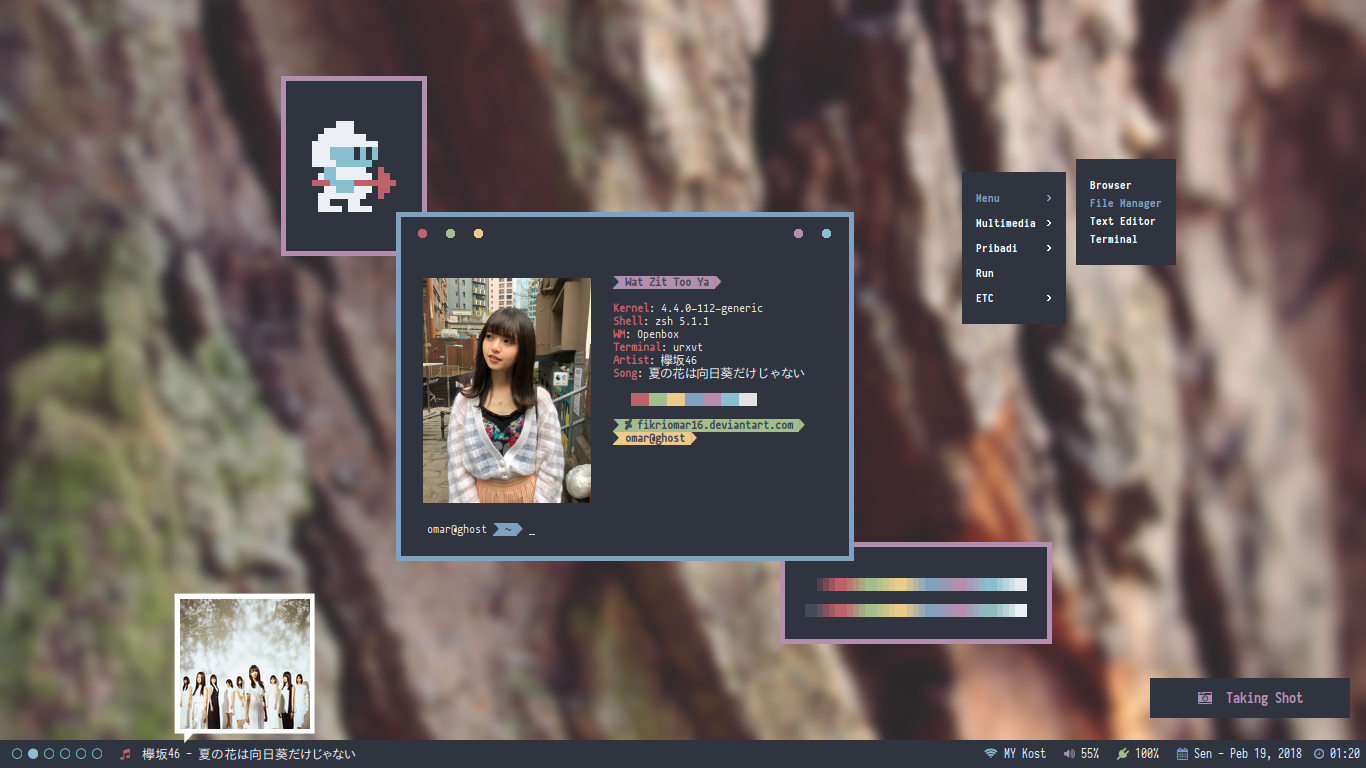 Menu
Multimedia
Pribadi
Run
ETC
Browser
File Manager
Text Editor
Terminal
Wat Zit Too Ya
Kernel: 4.4.0-112-generic
Shell: zsh 5.1.1
WM: Openbox
Terminal: urxvt
Artist: 欅坂46
Song: 夏の花は向日葵だけじゃない
fikriomar16.deviantart.com
omar@ghost
omar@ghost ~ _
Taking Shot
欅坂46 - 夏の花は向日葵だけじゃない
MY Kost 55% 100% Sen - Peb 19, 2018 01:20